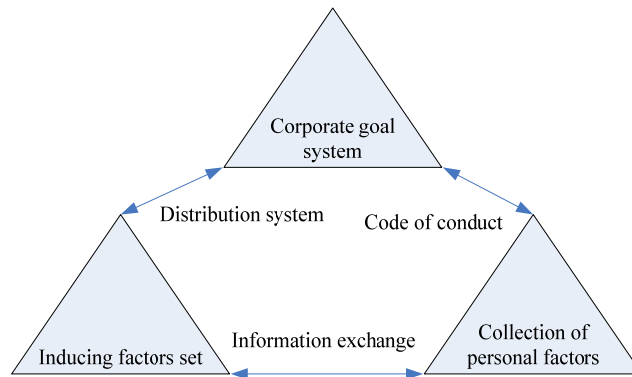 Corporate goal
system
Distribution system
Code of conduct
Information exchange
Inducing factors set
Collection of
personal factors